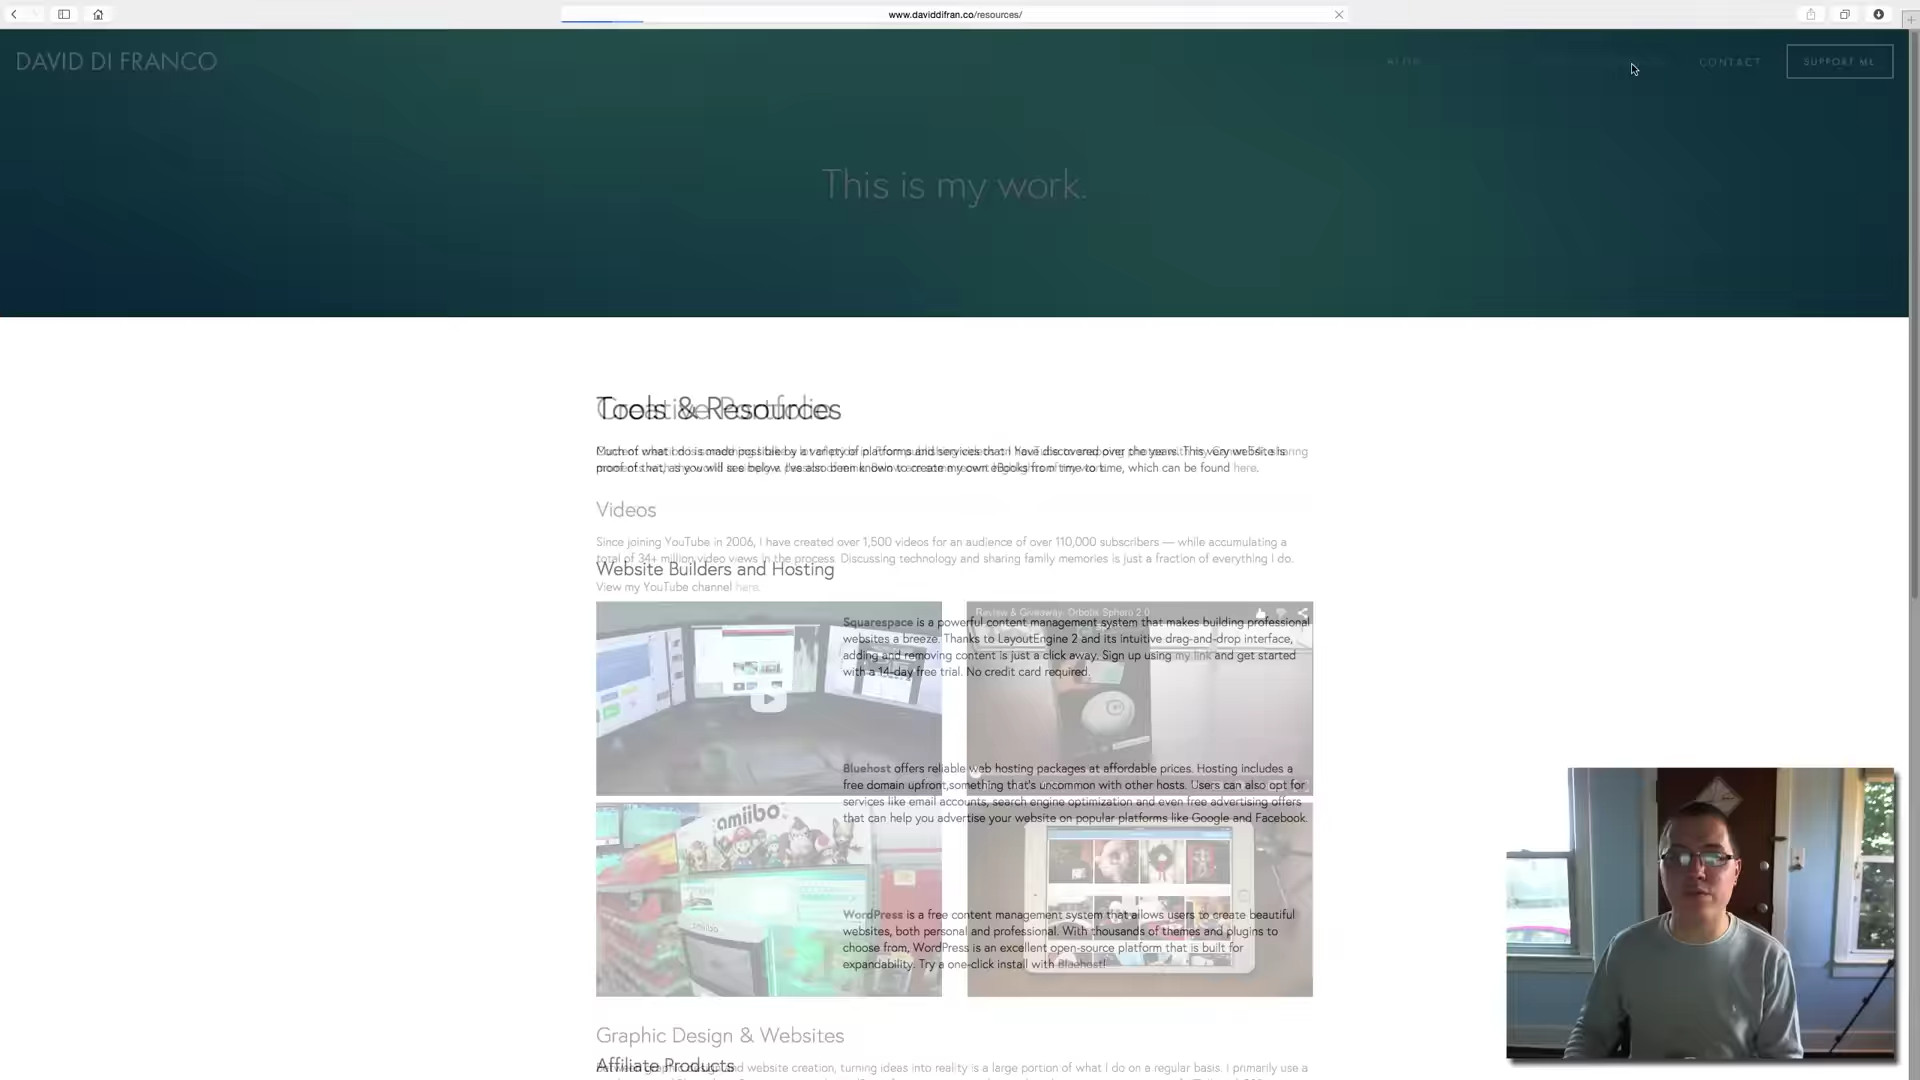 www.daviddifran.co/resources/
DAVID DI FRANCO
CONTACT
SUPPORT ME
This is my work.
Tools & Resources
Creative Portfolio
Much of what I do is made possible by a variety of platforms and services that I have discovered over the years. This very website is
proof of that, as you will see below. I've also been known to create my own eBooks from time to time, which can be found here.
Videos
Since joining YouTube in 2006, I have created over 1,500 videos for an audience of over 110,000 subscribers — while accumulating a
total of 34+ million video views in the process. Discussing technology and sharing family memories is just a fraction of everything I do.
Website Builders and Hosting
View my YouTube channel here.
Review & Giveaway: Orbotix Sphero 2.0
Squarespace is a powerful content management system that makes building professional
websites a breeze. Thanks to LayoutEngine 2 and its intuitive drag-and-drop interface,
adding and removing content is just a click away. Sign up using my link and get started
with a 14-day free trial. No credit card required.
Bluehost offers reliable web hosting packages at affordable prices. Hosting includes a
free domain upfront,something that's uncommon with other hosts. Users can also opt for
services like email accounts, search engine optimization and even free advertising offers
that can help you advertise your website on popular platforms like Google and Facebook.
amiibo
amiibo
WordPress is a free content management system that allows users to create beautiful
websites, both personal and professional. With thousands of themes and plugins to
choose from, WordPress is an excellent open-source platform that is built for
expandability. Try a one-click install with Bluehost!
Graphic Design & Websites
Affiliate Products
Between graphic design and website creation, turning ideas into reality is a large portion of what I do on a regular basis. I primarily use a